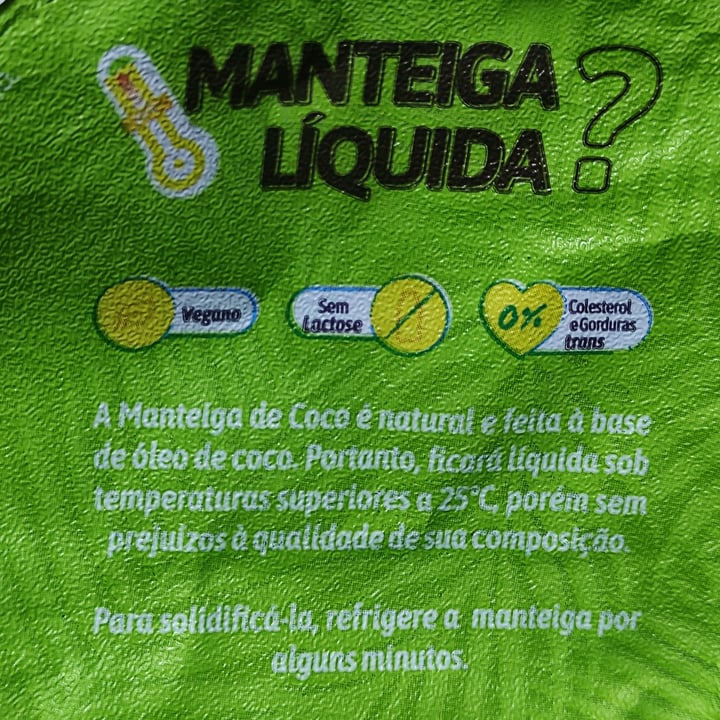 MANTEIGA
LÍQUIDA?
Vegano
Sem
Lactose
0%
Colesterol
e Gorduras
trans
A Manteiga de Coco é natural e feita à base
de óleo de coco. Portanto, ficará líquida sob
temperaturas superiores a 25°C, porém sem
prejuízos à qualidade de sua composição.
Para solidificá-la, refrigere a manteiga por
alguns minutos.